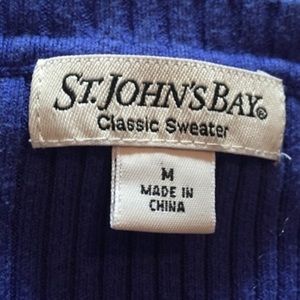 ST. JOHN'S BAY®
Classic Sweater
M
MADE IN
CHINA